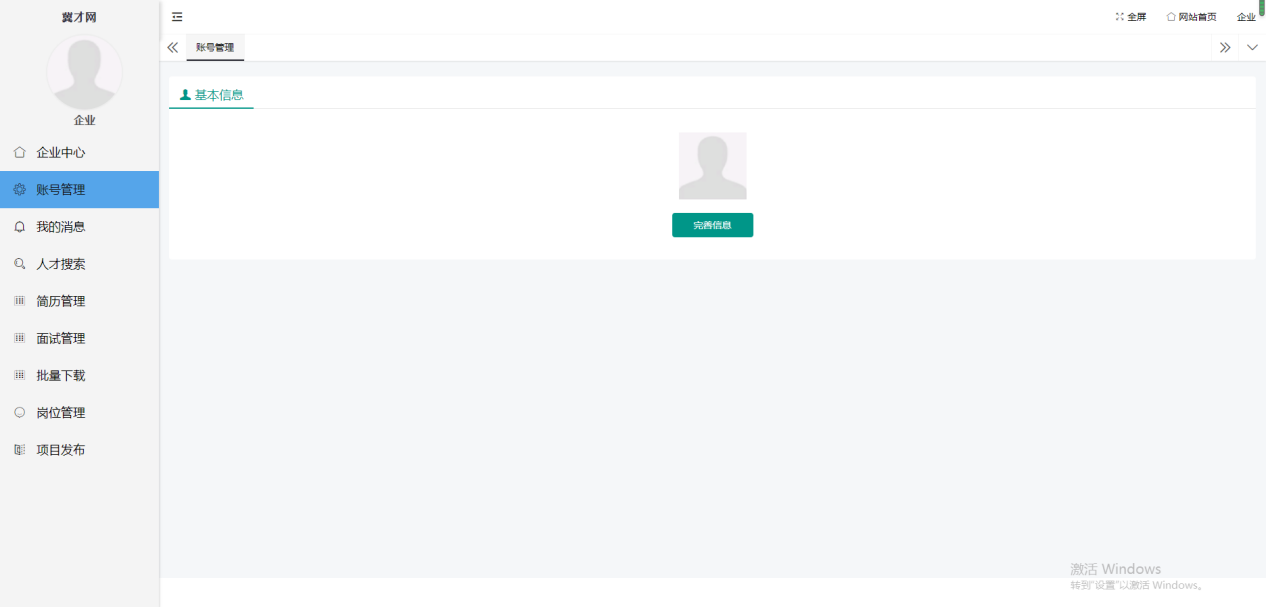 冀才网
企业
企业中心
账号管理
我的消息
人才搜索
简历管理
面试管理
批量下载
岗位管理
项目发布
全屏 网站首页 企业
账号管理
基本信息
完善信息
激活 Windows
转到"设置"以激活 Windows。